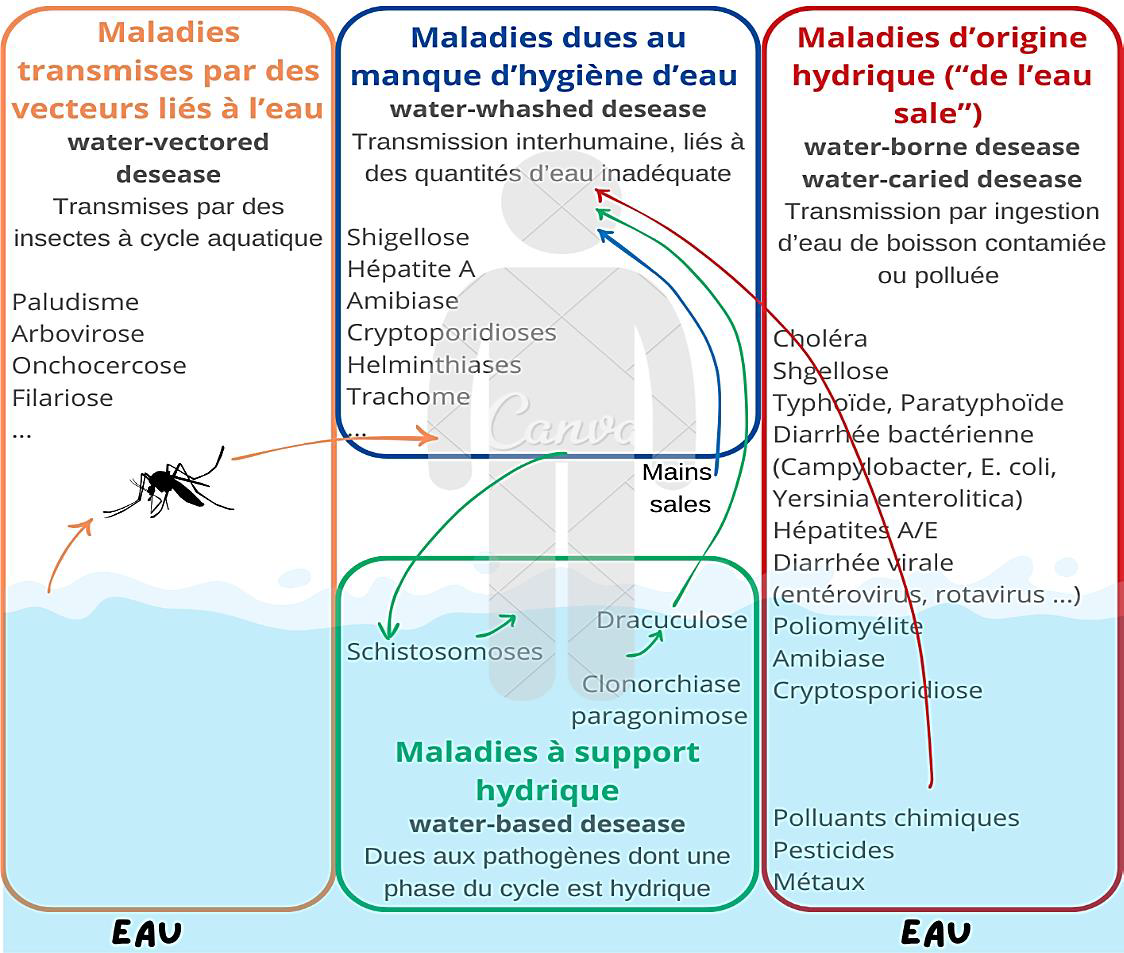 Maladies
transmises par des
vecteurs liés à l’eau
water-vectored
desease
Transmises par des
insectes à cycle aquatique
Paludisme
Arbovirose
Onchocercose
Filariose
...
Maladies dues au
manque d’hygiène d’eau
water-whashed desease
Transmission interhumaine, liés à
des quantités d’eau inadéquate
Shigellose
Hépatite A
Amibiase
Cryptoporidioses
Helminthiases
Trachome
...
Canva
Mains
sales
Schistosomoses
Dracuculose
Clonorchiase
paragonimose
Maladies à support
hydrique
water-based desease
Dues aux pathogènes dont une
phase du cycle est hydrique
Maladies d’origine
hydrique (“de l’eau
sale”)
water-borne desease
water-caried desease
Transmission par ingestion
d’eau de boisson contamiée
ou polluée
Choléra
Shgellose
Typhoïde, Paratyphoïde
Diarrhée bactérienne
(Campylobacter, E. coli,
Yersinia enterolitica)
Hépatites A/E
Diarrhée virale
(entérovirus, rotavirus ...)
Poliomyélite
Amibiase
Cryptosporidiose
Polluants chimiques
Pesticides
Métaux
EAU
EAU